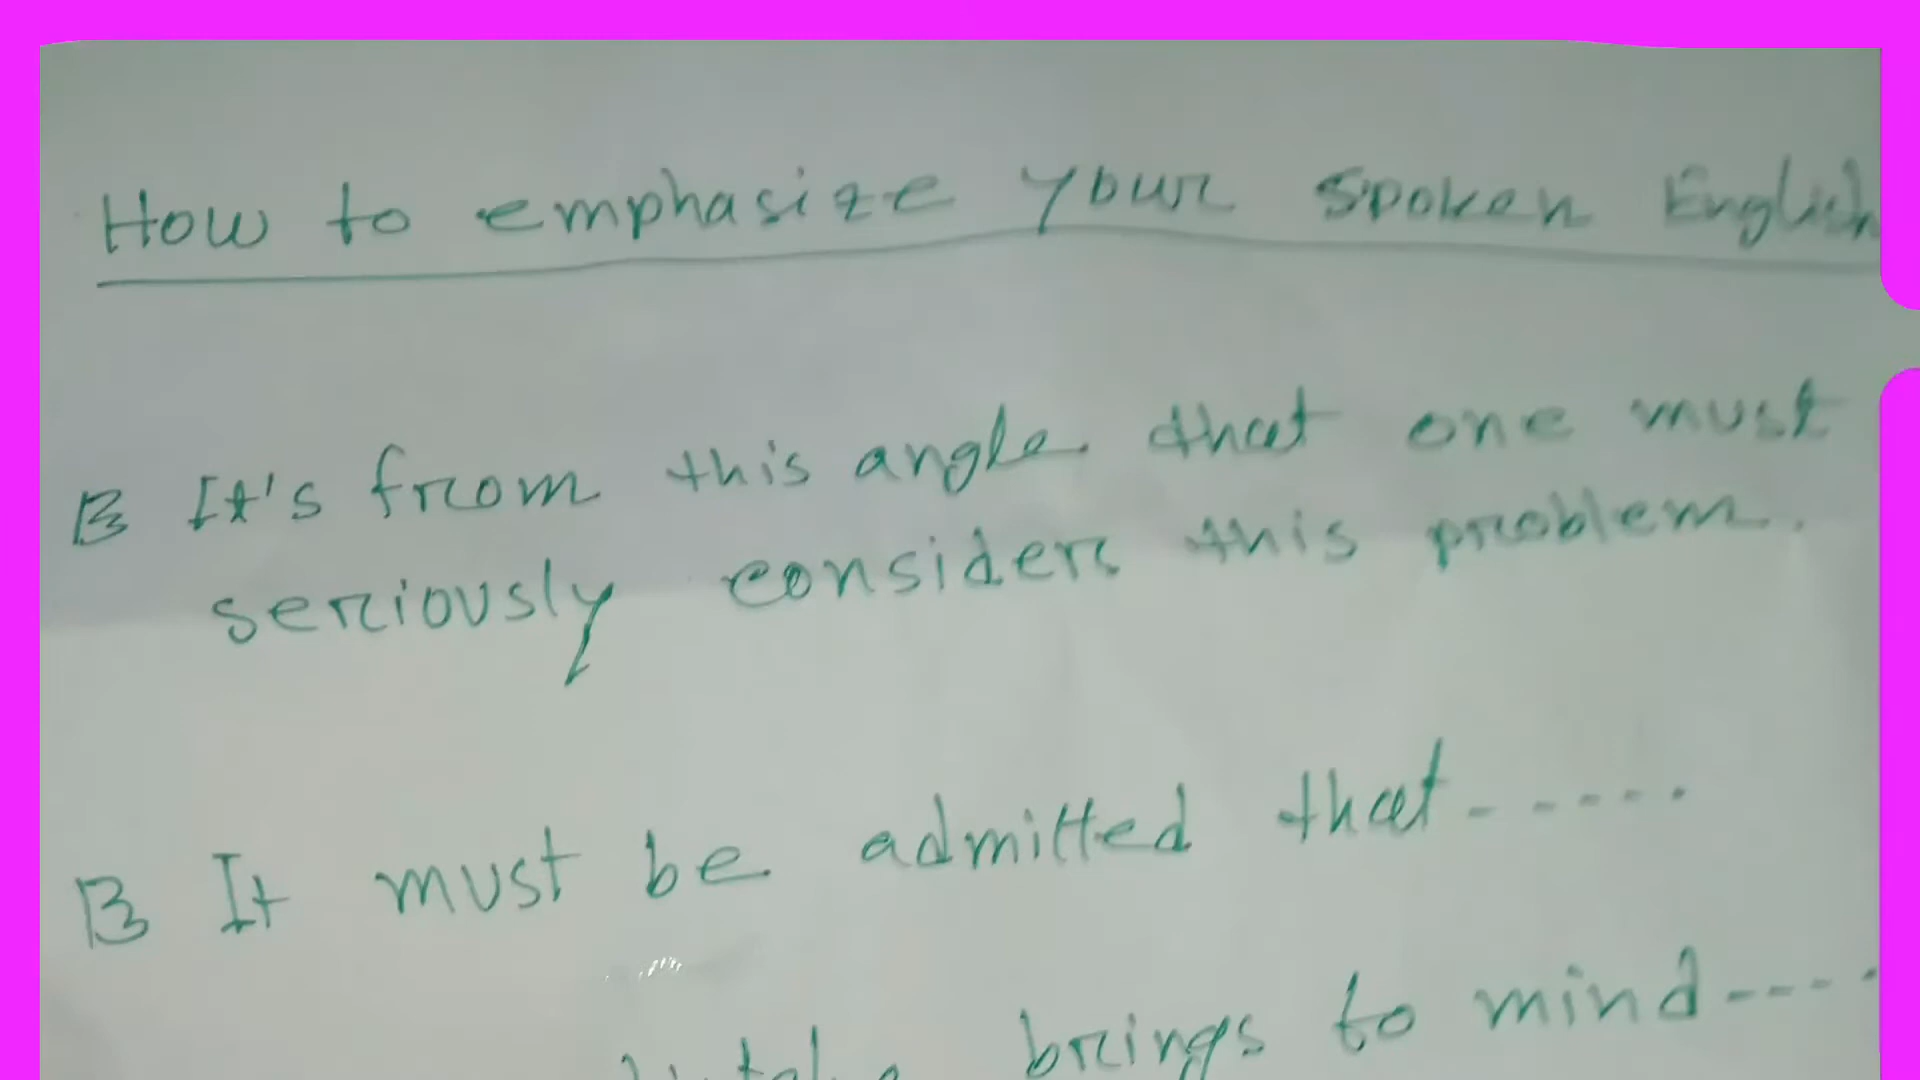 How to emphasize your spoken English
It's from this angle that one must
seriously consider this problem.
It must be admitted that------
brings to mind----